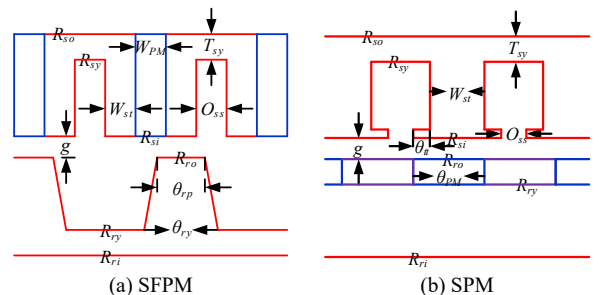 R_so
W_PM
T_sy
R_sy
W_st
O_ss
R_si
g
R_ro
θ_rp
R_ry
θ_ry
R_ri
(a) SFPM
R_so
T_sy
R_sy
W_st
O_ss
R_si
g
θ_tt
R_ro
θ_PM
R_ry
R_ri
(b) SPM